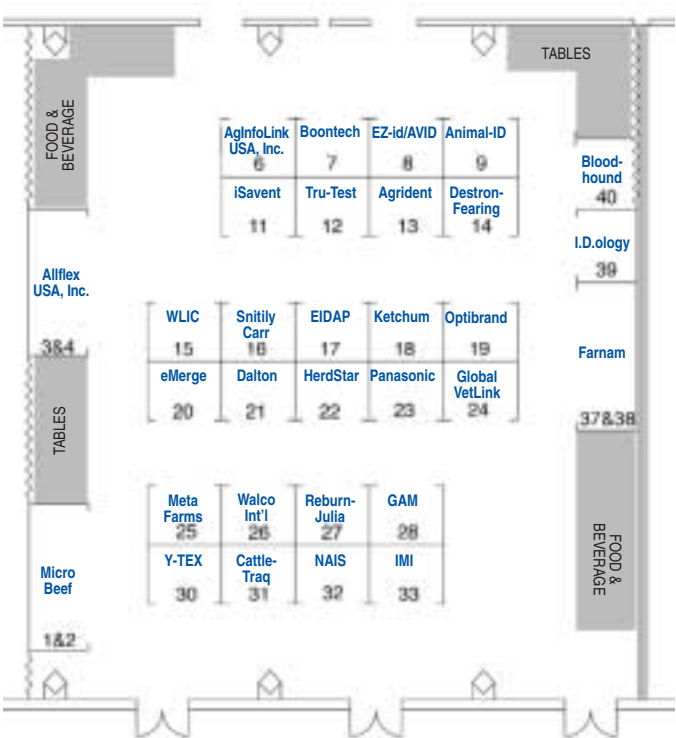 TABLES
FOOD &
BEVERAGE
AgInfoLink
USA, Inc.
6
Boontech
7
EZ-id/AVID
8
Animal-ID
9
Blood-
hound
40
iSavent
11
Tru-Test
12
Agrident
13
Destron-
Fearing
14
I.D.ology
39
Allflex
USA, Inc.
3&4
WLIC
15
Snitily
Carr
16
EIDAP
17
Ketchum
18
Optibrand
19
Farnam
37&38
eMerge
20
Dalton
21
HerdStar
22
Panasonic
23
Global
VetLink
24
TABLES
Meta
Farms
25
Walco
Int'l
26
Reburn-
Julia
27
GAM
28
FOOD &
BEVERAGE
Micro
Beef
1&2
Y-TEX
30
Cattle-
Traq
31
NAIS
32
IMI
33